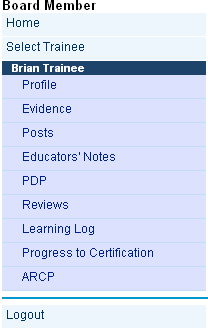 Board Member
Home
Select Trainee
Brian Trainee
Profile
Evidence
Posts
Educators' Notes
PDP
Reviews
Learning Log
Progress to Certification
ARCP
Logout